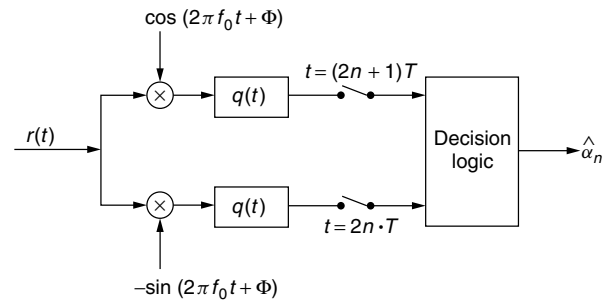 cos (2πf₀t + Φ)
t = (2n + 1)T
q(t)
r(t)
Decision
logic
α̂ₙ
q(t)
t = 2n • T
−sin (2πf₀t + Φ)